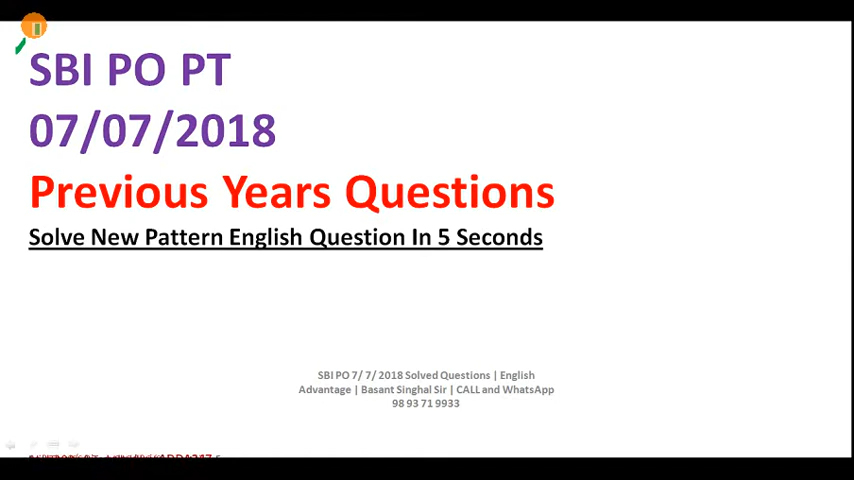 SBI PO PT
07/07/2018
Previous Years Questions
Solve New Pattern English Question In 5 Seconds
SBI PO 7/ 7/ 2018 Solved Questions | English
Advantage | Basant Singhal Sir | CALL and WhatsApp
98 93 71 9933